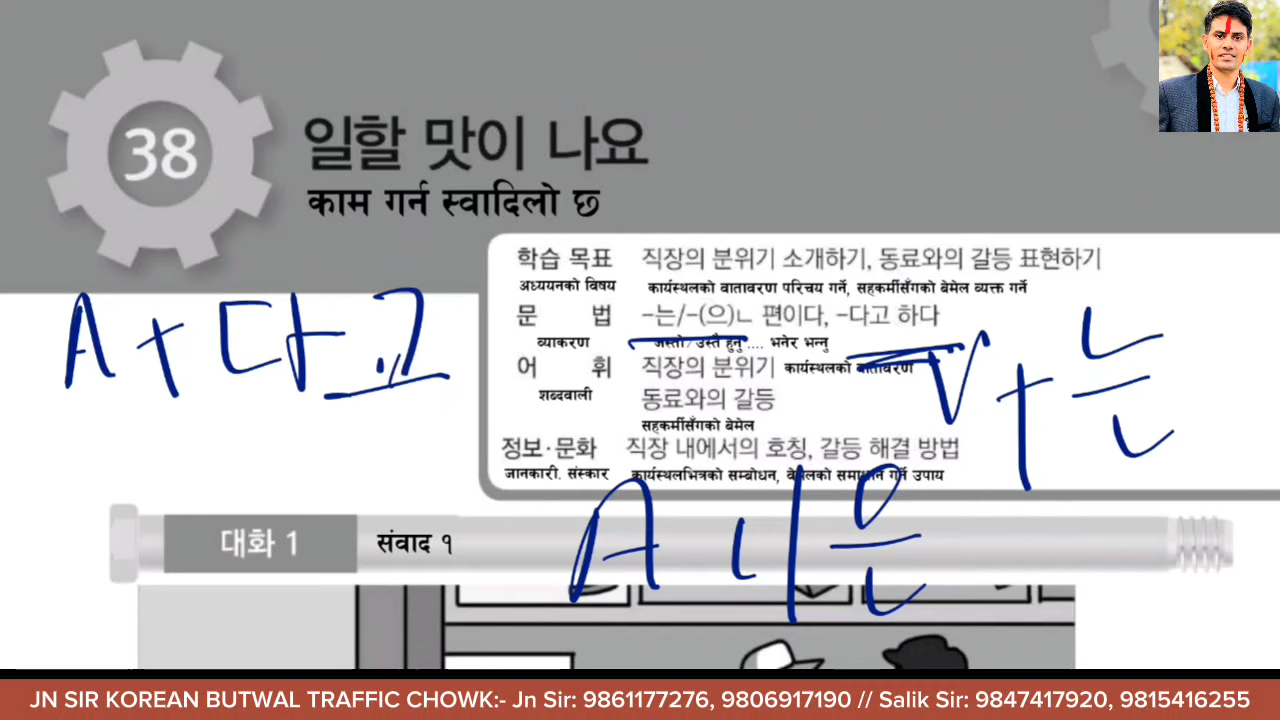 38
일할 맛이 나요
काम गर्न स्वादिलो छ
학습 목표 직장의 분위기 소개하기, 동료와의 갈등 표현하기
अध्ययनको विषय कार्यस्थलको वातावरण परिचय गर्ने, सहकर्मीसँगको बेमेल व्यक्त गर्ने
문 법 -는/-(으)ㄴ 편이다, -다고 하다
व्याकरण जस्तो / उस्तै हुनु .... भनेर भन्नु
어 휘 직장의 분위기 कार्यस्थलको वातावरण
शब्दवाली 동료와의 갈등
सहकर्मीसँगको बेमेल
정보·문화 직장 내에서의 호칭, 갈등 해결 방법
जानकारी. संस्कार कार्यस्थलभित्रको सम्बोधन, बेमेलको समाधान गर्ने उपाय
A + 다고
V + ㄴ 는
A ㄴ/은
대화 1 संवाद १
JN SIR KOREAN BUTWAL TRAFFIC CHOWK:- Jn Sir: 9861177276, 9806917190 // Salik Sir: 9847417920, 9815416255